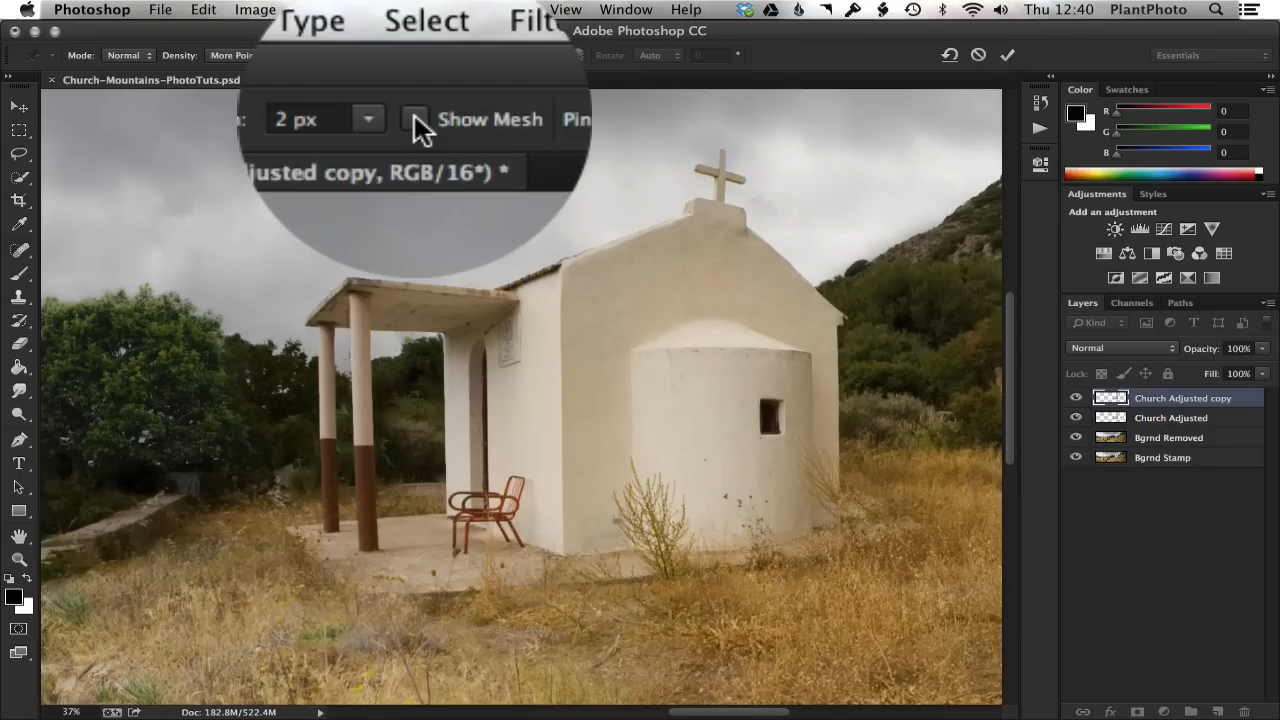 Photoshop File Edit Image View Window Help Thu 12:40 PlantPhoto
Type Select Filt
Adobe Photoshop CC
Mode: Normal Density: More Poin Rotate: Auto 0 ° Essentials
Church-Mountains-PhotoTuts.psd
n: 2 px Show Mesh Pin
justed copy, RGB/16*) *
Color Swatches
R 0
G 0
B 0
Adjustments Styles
Add an adjustment
Layers Channels Paths
Kind
Normal Opacity: 100%
Lock: Fill: 100%
Church Adjusted copy
Church Adjusted
Bgrnd Removed
Bgrnd Stamp
37% Doc: 182.8M/522.4M